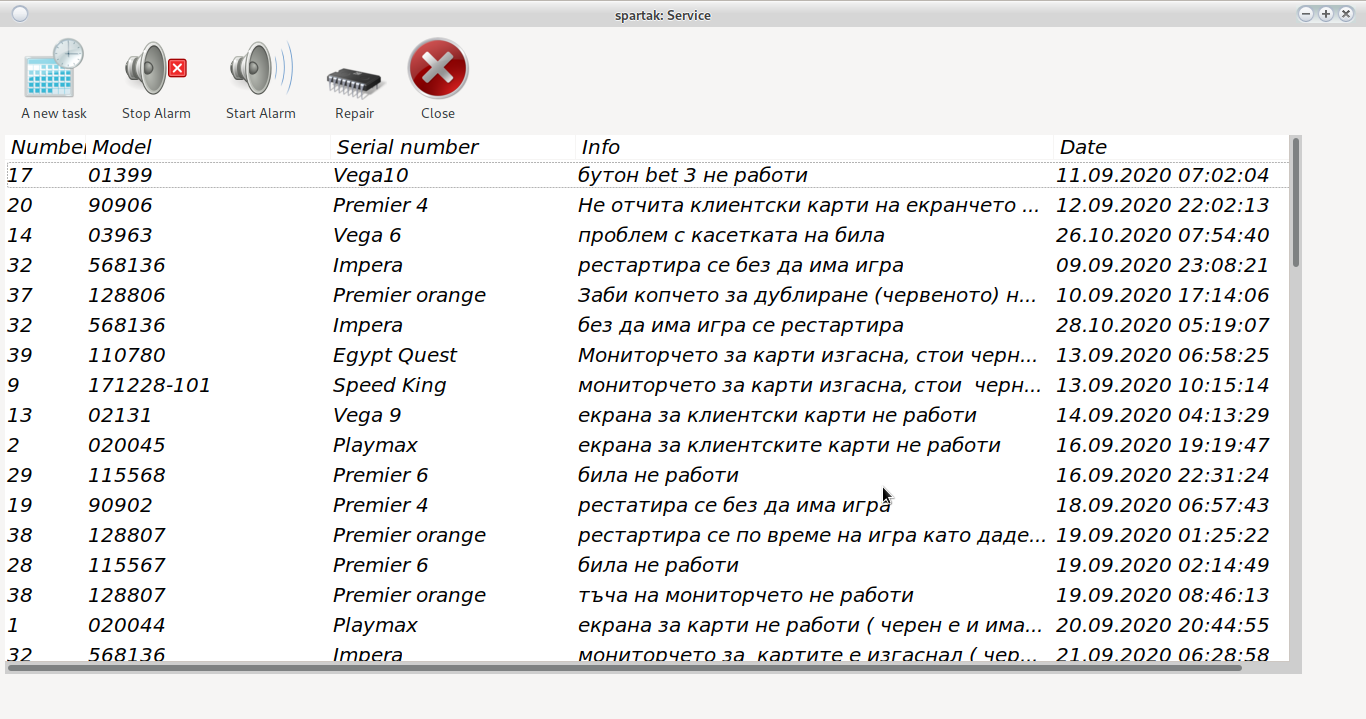 spartak: Service
A new task Stop Alarm Start Alarm Repair Close
Number Model Serial number Info Date
17 01399 Vega10 бутон bet 3 не работи 11.09.2020 07:02:04
20 90906 Premier 4 Не отчита клиентски карти на екранчето ... 12.09.2020 22:02:13
14 03963 Vega 6 проблем с касетката на била 26.10.2020 07:54:40
32 568136 Impera рестартира се без да има игра 09.09.2020 23:08:21
37 128806 Premier orange Заби копчето за дублиране (червеното) н... 10.09.2020 17:14:06
32 568136 Impera без да има игра се рестартира 28.10.2020 05:19:07
39 110780 Egypt Quest Мониторчето за карти изгасна, стои черн... 13.09.2020 06:58:25
9 171228-101 Speed King мониторчето за карти изгасна, стои  черн... 13.09.2020 10:15:14
13 02131 Vega 9 екрана за клиентски карти не работи 14.09.2020 04:13:29
2 020045 Playmax екрана за клиентските карти не работи 16.09.2020 19:19:47
29 115568 Premier 6 била не работи 16.09.2020 22:31:24
19 90902 Premier 4 рестатира се без да има игра 18.09.2020 06:57:43
38 128807 Premier orange рестартира се по време на игра като даде... 19.09.2020 01:25:22
28 115567 Premier 6 била не работи 19.09.2020 02:14:49
38 128807 Premier orange тъча на мониторчето не работи 19.09.2020 08:46:13
1 020044 Playmax екрана за карти не работи ( черен е и има... 20.09.2020 20:44:55
32 568136 Impera мониторчето за  картите е изгаснал ( чер... 21.09.2020 06:28:58